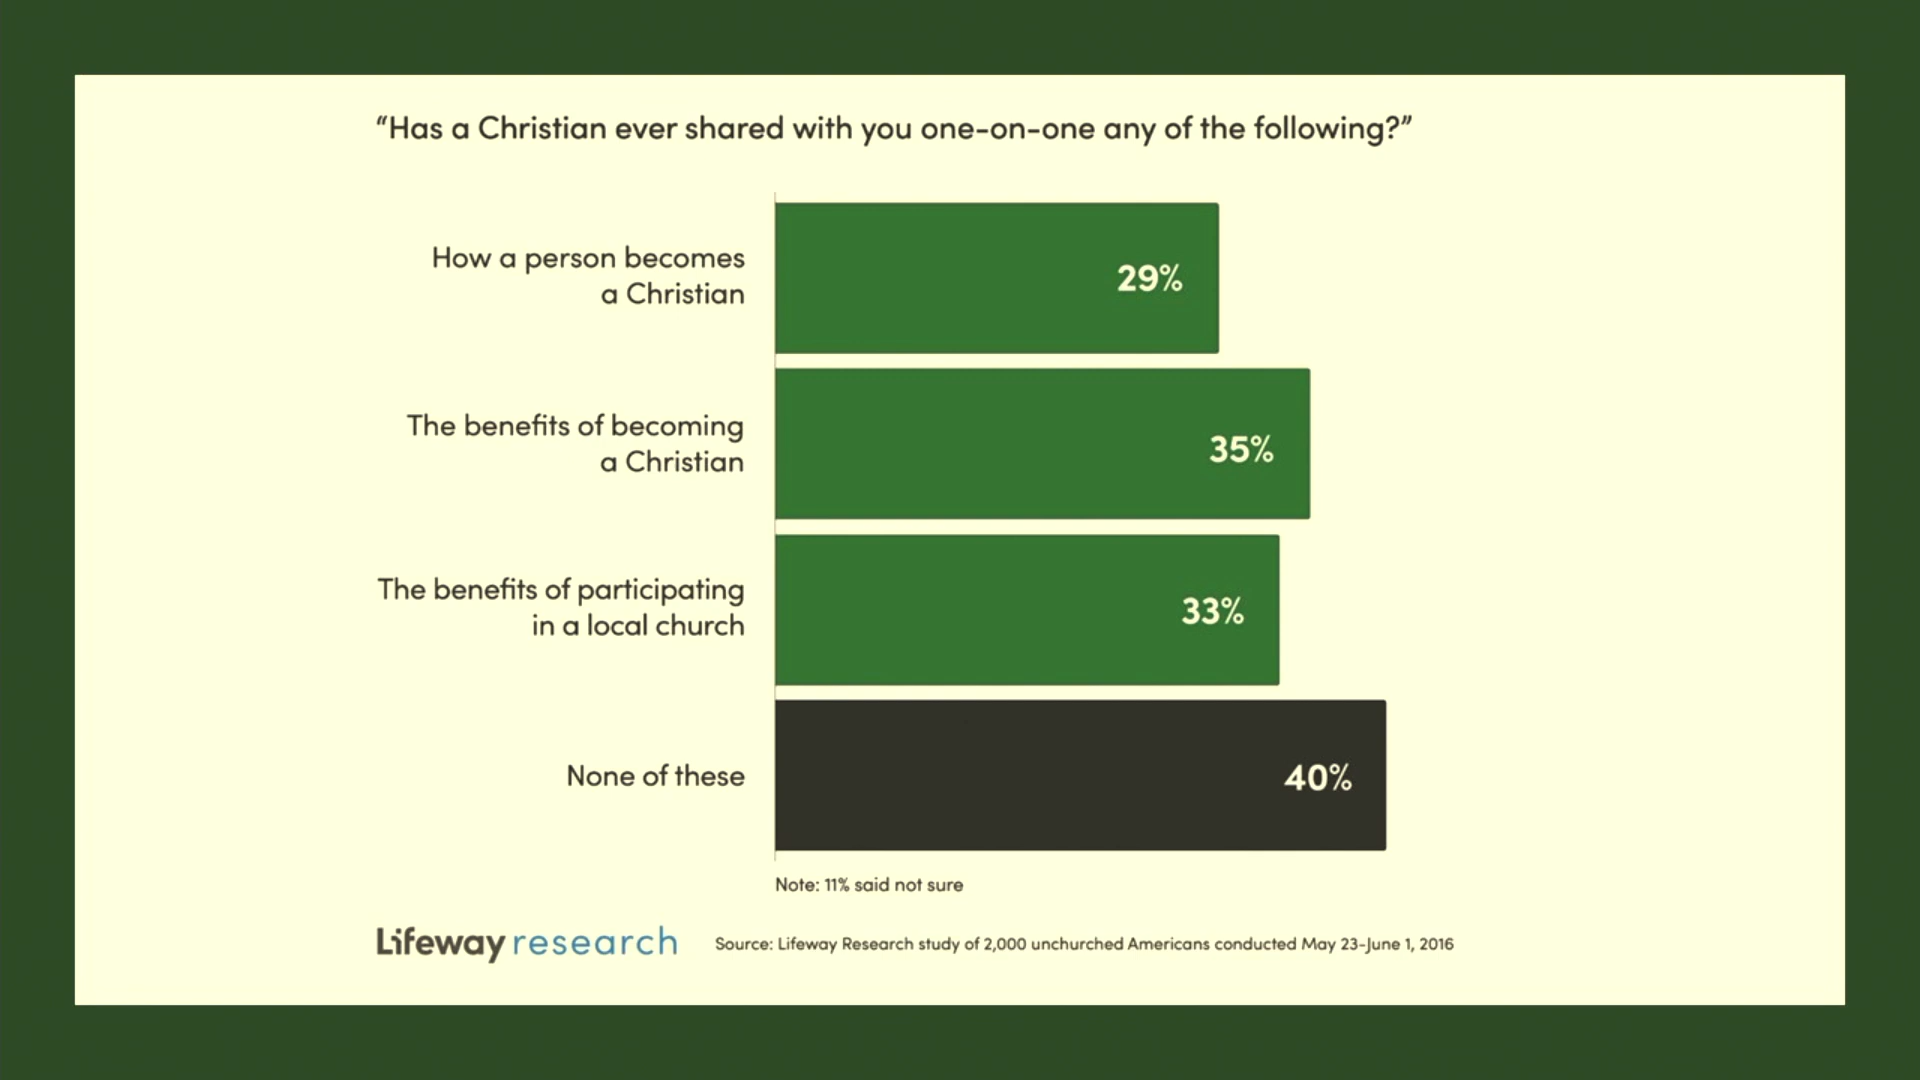 “Has a Christian ever shared with you one-on-one any of the following?”
How a person becomes
a Christian
29%
The benefits of becoming
a Christian
35%
The benefits of participating
in a local church
33%
None of these
40%
Note: 11% said not sure
Lifeway research
Source: Lifeway Research study of 2,000 unchurched Americans conducted May 23-June 1, 2016